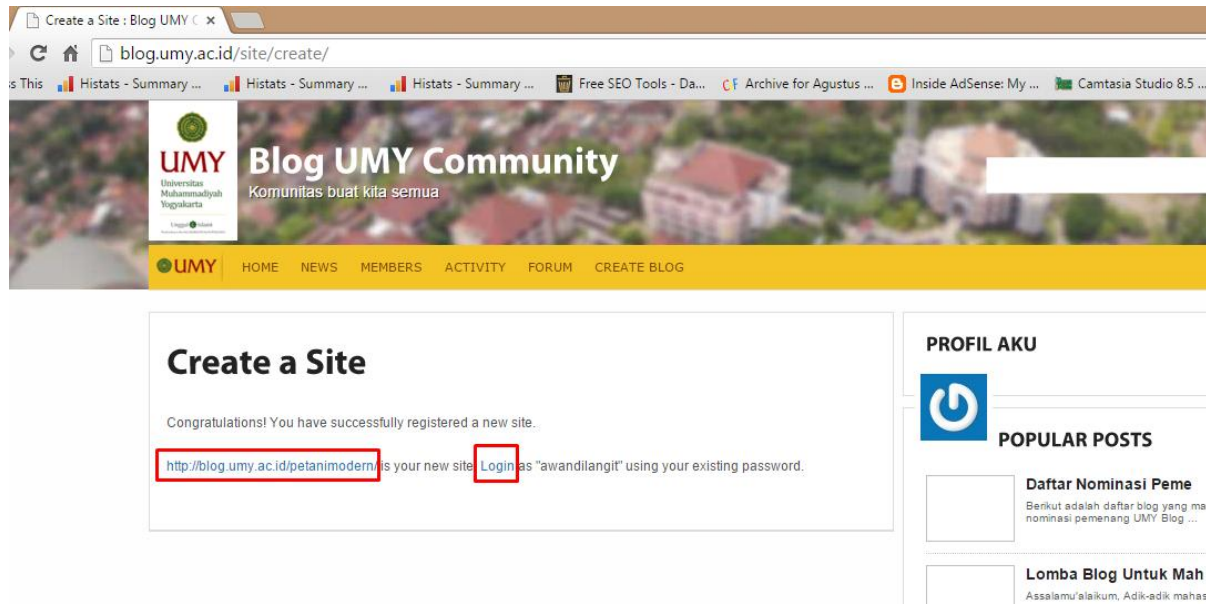 Create a Site : Blog UMY C
blog.umy.ac.id/site/create/
s This
Histats - Summary ...
Histats - Summary ...
Histats - Summary ...
Free SEO Tools - Da...
Archive for Agustus ...
Inside AdSense: My ...
Camtasia Studio 8.5 ...
UMY
Universitas
Muhammadiyah
Yogyakarta
Blog UMY Community
Komunitas buat kita semua
UMY HOME NEWS MEMBERS ACTIVITY FORUM CREATE BLOG
Create a Site
Congratulations! You have successfully registered a new site.
http://blog.umy.ac.id/petanimodern/ is your new site. Login as "awandilangit" using your existing password.
PROFIL AKU
POPULAR POSTS
Daftar Nominasi Peme
Berikut adalah daftar blog yang ma
nominasi pemenang UMY Blog ...
Lomba Blog Untuk Mah
Assalamu'alaikum, Adik-adik mahas